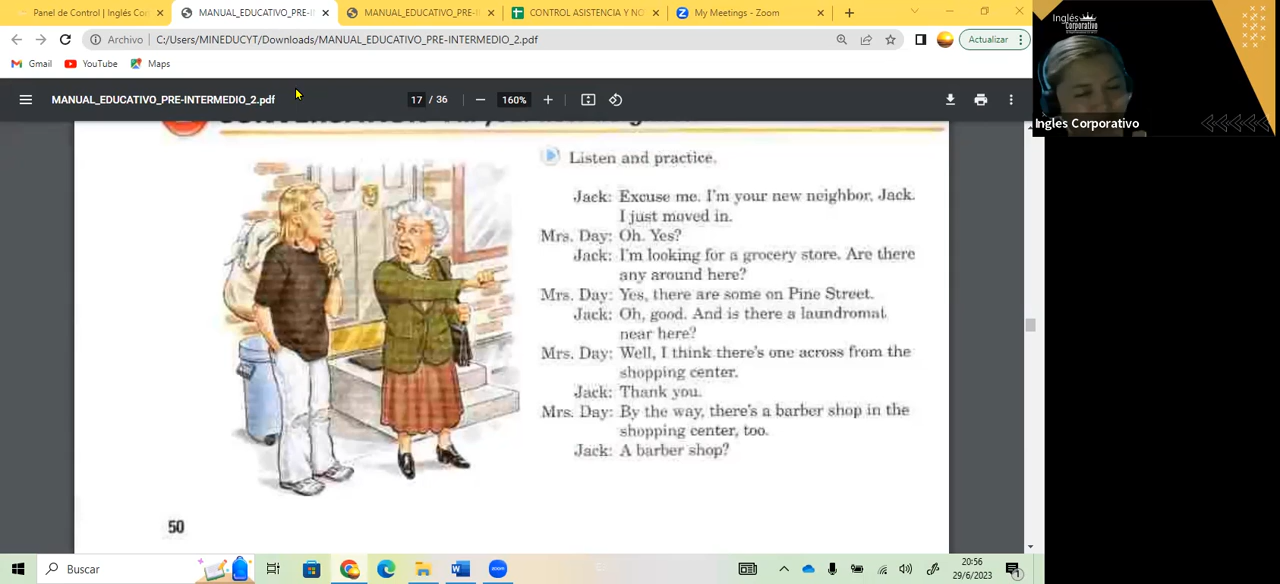 Panel de Control | Inglés Cor
MANUAL_EDUCATIVO_PRE-I
MANUAL_EDUCATIVO_PRE-I
CONTROL ASISTENCIA Y NO
My Meetings - Zoom
Archivo
C:/Users/MINEDUCYT/Downloads/MANUAL_EDUCATIVO_PRE-INTERMEDIO_2.pdf
Actualizar
Gmail
YouTube
Maps
MANUAL_EDUCATIVO_PRE-INTERMEDIO_2.pdf
17 / 36
160%
Listen and practice.
Jack: Excuse me. I'm your new neighbor, Jack.
I just moved in.
Mrs. Day: Oh. Yes?
Jack: I'm looking for a grocery store. Are there
any around here?
Mrs. Day: Yes, there are some on Pine Street.
Jack: Oh, good. And is there a laundromat
near here?
Mrs. Day: Well, I think there's one across from the
shopping center.
Jack: Thank you.
Mrs. Day: By the way, there's a barber shop in the
shopping center, too.
Jack: A barber shop?
50
Inglés
Corporativo
Ingles Corporativo
Buscar
20:56
29/6/2023